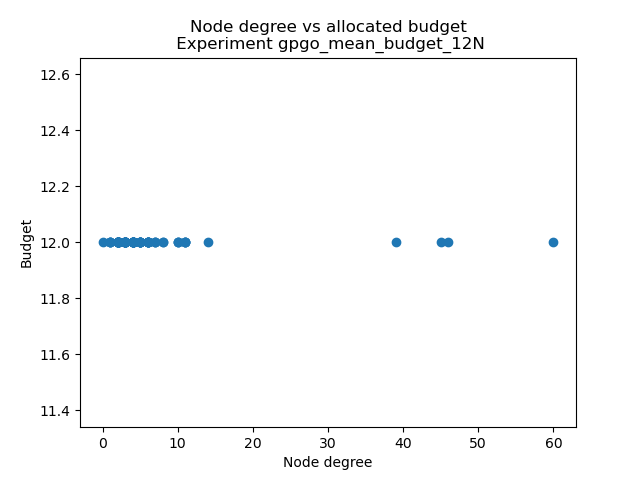 Node degree vs allocated budget
Experiment gpgo_mean_budget_12N
12.6
12.4
12.2
12.0
11.8
11.6
11.4
Budget
0 10 20 30 40 50 60
Node degree